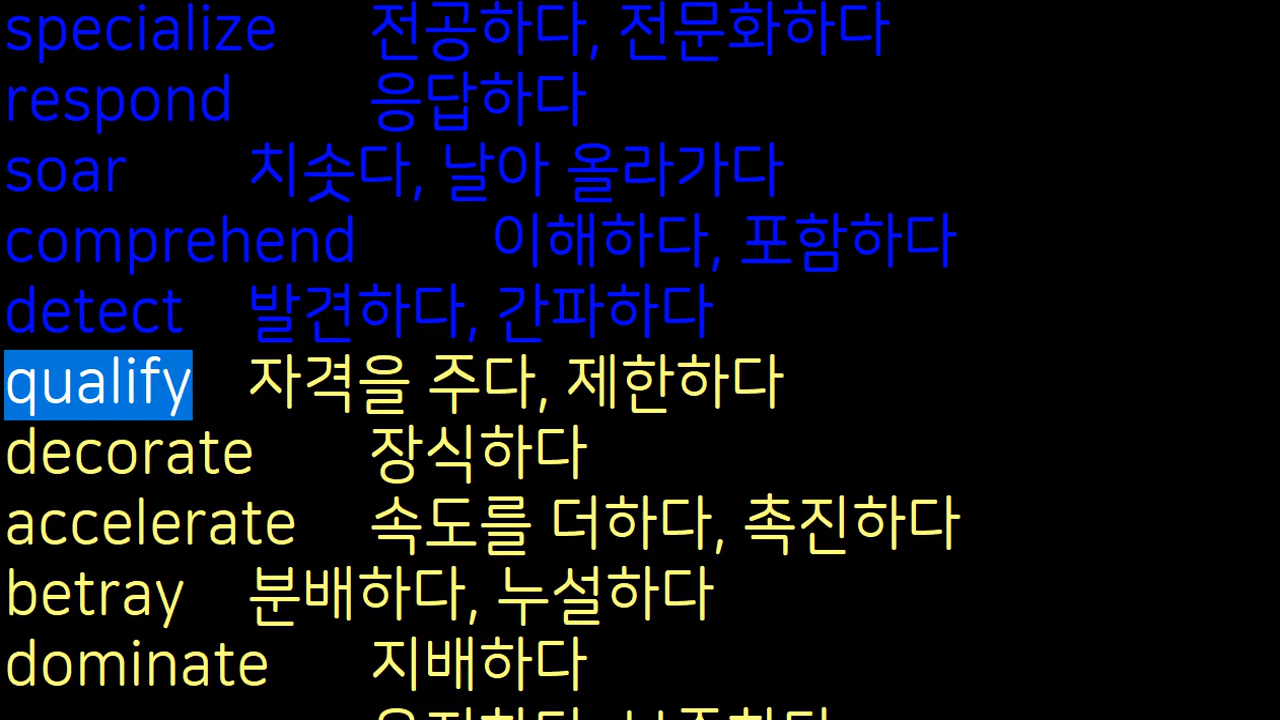 specialize 전공하다, 전문화하다
respond 응답하다
soar 치솟다, 날아 올라가다
comprehend 이해하다, 포함하다
detect 발견하다, 간파하다
qualify 자격을 주다, 제한하다
decorate 장식하다
accelerate 속도를 더하다, 촉진하다
betray 분배하다, 누설하다
dominate 지배하다